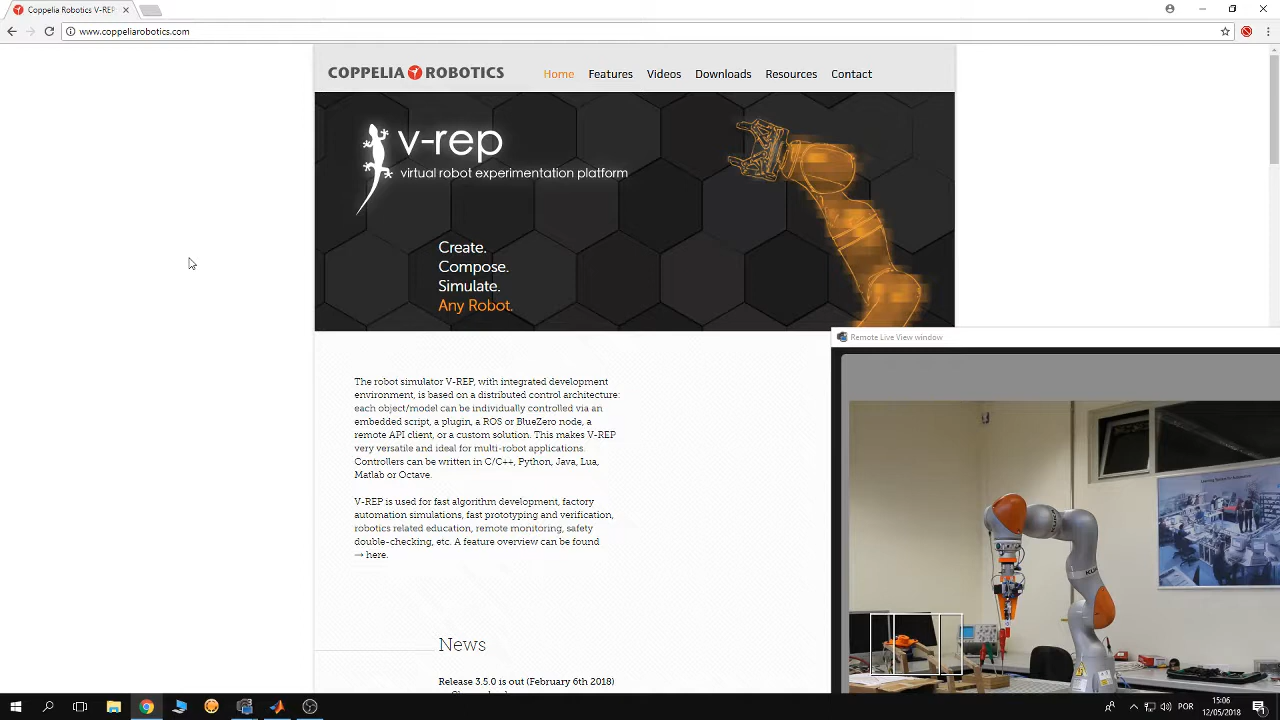 Coppelia Robotics V-REP
www.coppeliarobotics.com
COPPELIA ROBOTICS
Home Features Videos Downloads Resources Contact
v-rep
virtual robot experimentation platform
Create.
Compose.
Simulate.
Any Robot.
Remote Live View window
The robot simulator V-REP, with integrated development
environment, is based on a distributed control architecture:
each object/model can be individually controlled via an
embedded script, a plugin, a ROS or BlueZero node, a
remote API client, or a custom solution. This makes V-REP
very versatile and ideal for multi-robot applications.
Controllers can be written in C/C++, Python, Java, Lua,
Matlab or Octave.
V-REP is used for fast algorithm development, factory
automation simulations, fast prototyping and verification,
robotics related education, remote monitoring, safety
double-checking, etc. A feature overview can be found
→ here.
News
Release 3.5.0 is out (February 6th 2018)
POR
15:06
12/05/2018